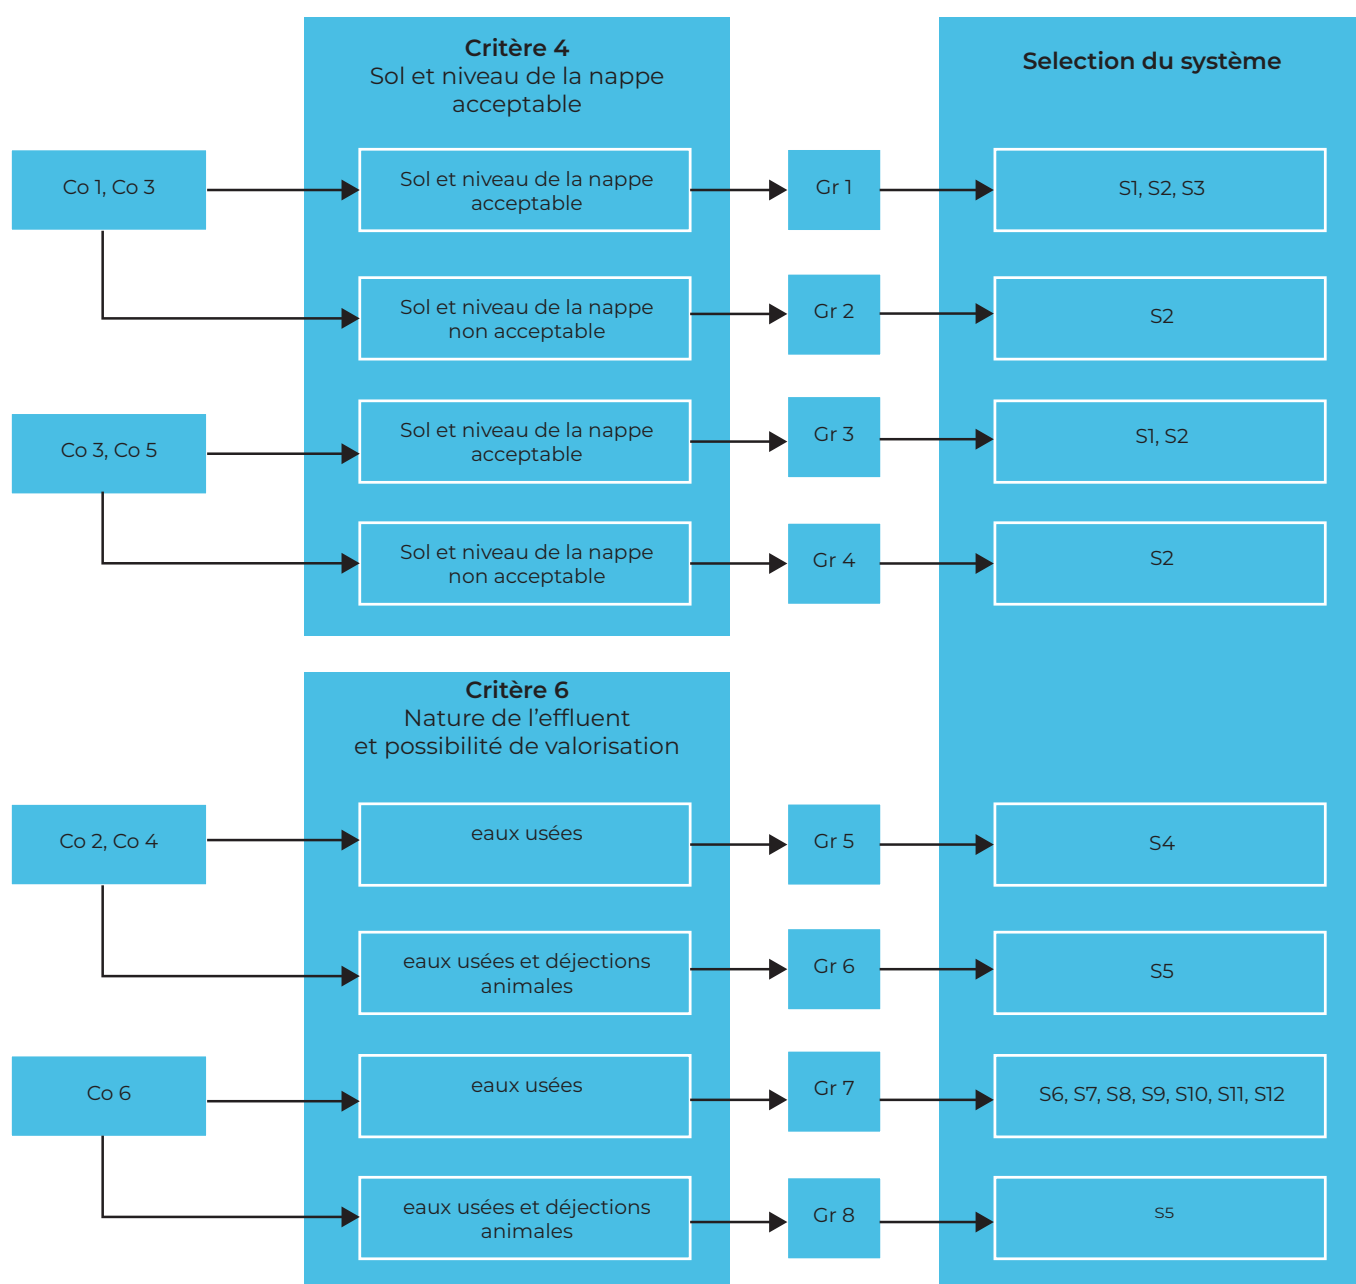 Critère 4
Sol et niveau de la nappe
acceptable
Selection du système
Co 1, Co 3
Sol et niveau de la nappe
acceptable
Gr 1
S1, S2, S3
Sol et niveau de la nappe
non acceptable
Gr 2
S2
Co 3, Co 5
Sol et niveau de la nappe
acceptable
Gr 3
S1, S2
Sol et niveau de la nappe
non acceptable
Gr 4
S2
Critère 6
Nature de l'effluent
et possibilité de valorisation
Co 2, Co 4
eaux usées
Gr 5
S4
eaux usées et déjections
animales
Gr 6
S5
Co 6
eaux usées
Gr 7
S6, S7, S8, S9, S10, S11, S12
eaux usées et déjections
animales
Gr 8
S5